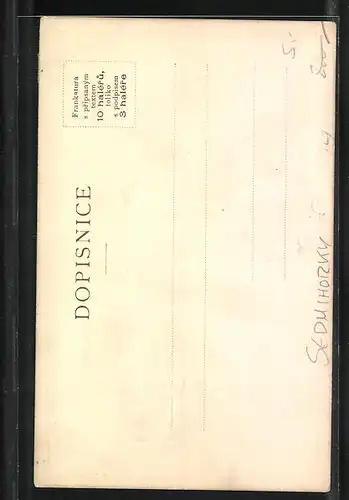 DOPISNICE
Frankatura
s připsaným
textem
10 haléřů,
toliko
s podpisem
3 haléře
SEDMIHORKY
5.-